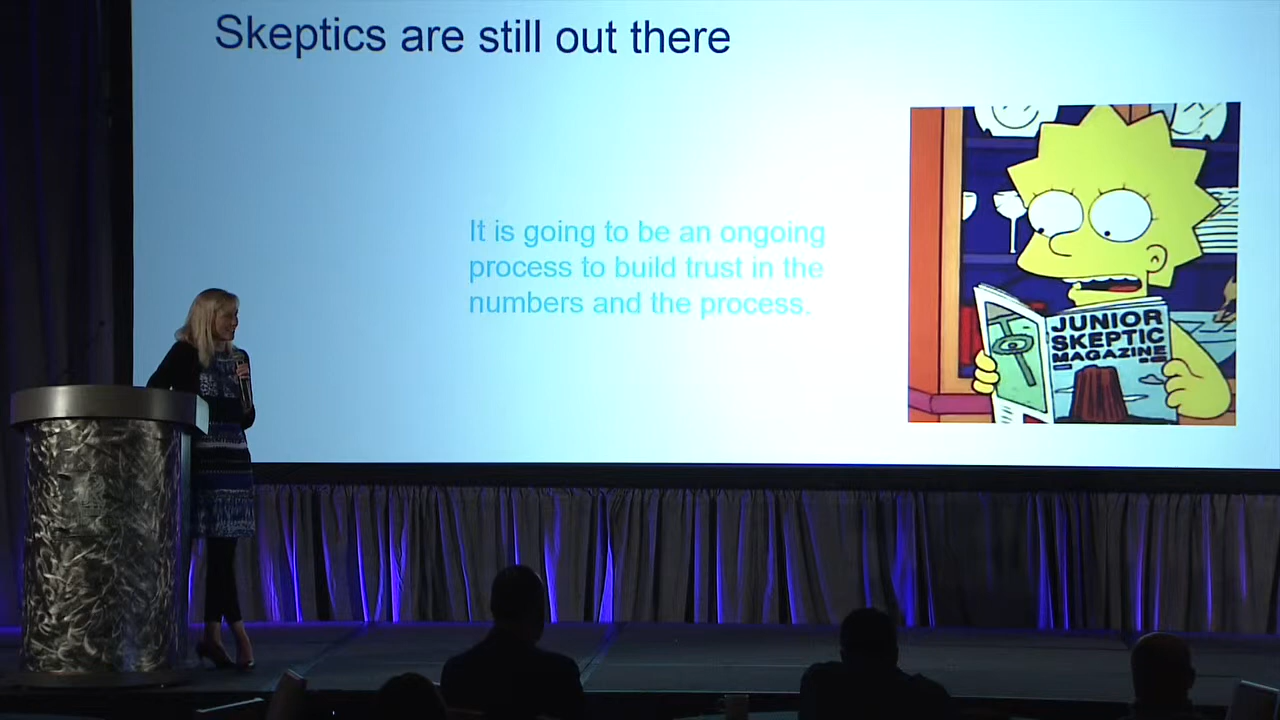 Skeptics are still out there
It is going to be an ongoing
process to build trust in the
numbers and the process.
JUNIOR
SKEPTIC
MAGAZINE